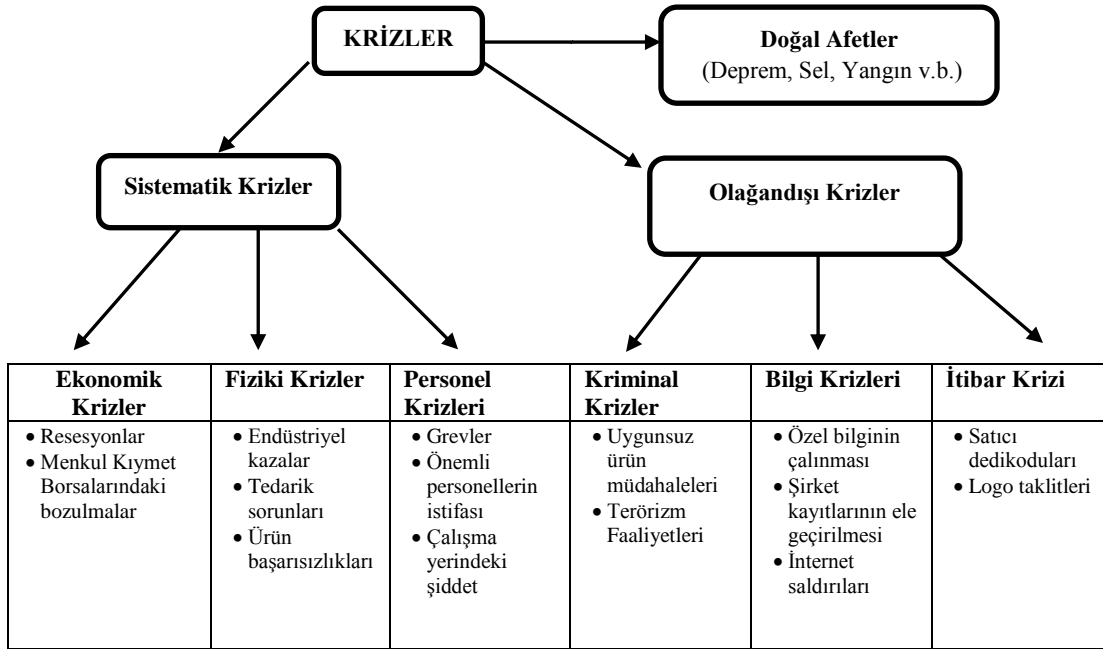 KRİZLER
Doğal Afetler
(Deprem, Sel, Yangın v.b.)
Sistematik Krizler
Olağandışı Krizler
Ekonomik
Krizler
• Resesyonlar
• Menkul Kıymet
Borsalarındaki
bozulmalar
Fiziki Krizler
• Endüstriyel
kazalar
• Tedarik
sorunları
• Ürün
başarısızlıkları
Personel
Krizleri
• Grevler
• Önemli
personellerin
istifası
• Çalışma
yerindeki
şiddet
Kriminal
Krizler
• Uygunsuz
ürün
müdahaleleri
• Terörizm
Faaliyetleri
Bilgi Krizleri
• Özel bilginin
çalınması
• Şirket
kayıtlarının ele
geçirilmesi
• İnternet
saldırıları
İtibar Krizi
• Satıcı
dedikoduları
• Logo taklitleri